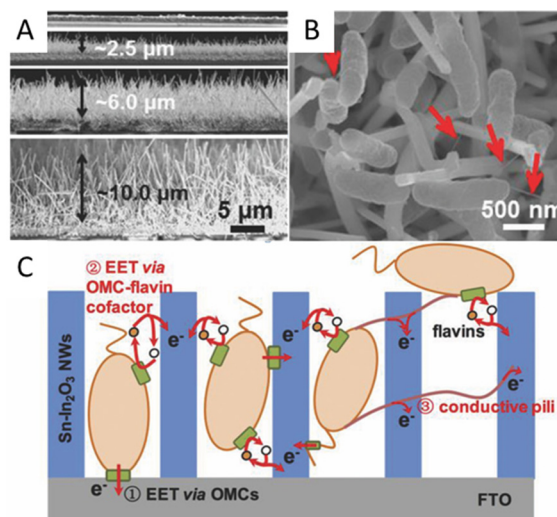 A
~2.5 µm
~6.0 µm
~10.0 µm
5 µm
B
500 nm
C
② EET via
OMC-flavin
cofactor
Sn-In₂O₃ NWs
e⁻
e⁻
e⁻
flavins
e⁻
e⁻
③ conductive pili
e⁻
e⁻
e⁻
e⁻ ① EET via OMCs
FTO